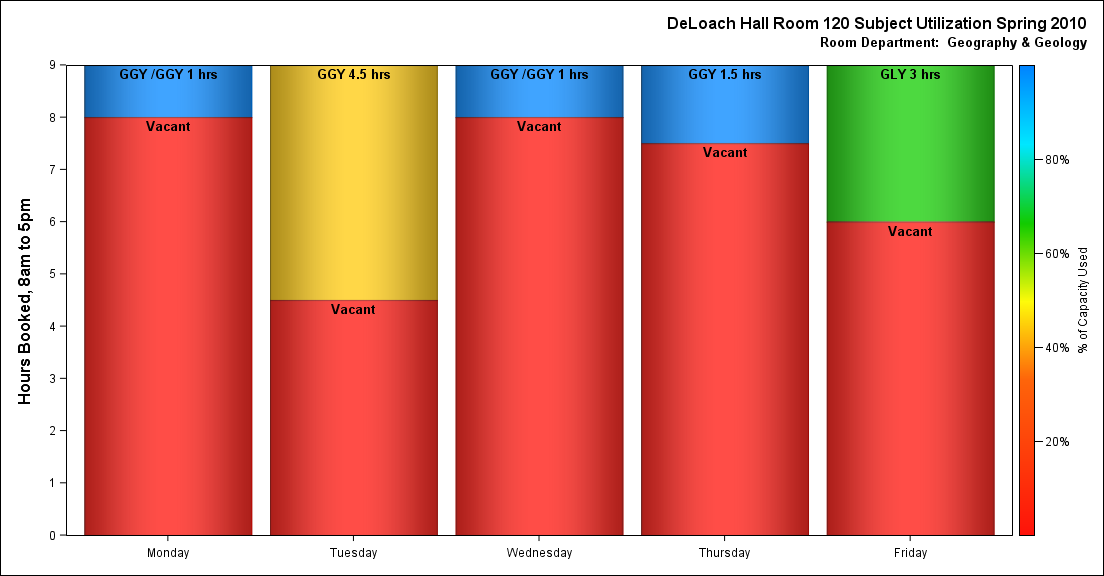 DeLoach Hall Room 120 Subject Utilization Spring 2010
Room Department:  Geography & Geology
Hours Booked, 8am to 5pm
9
8
7
6
5
4
3
2
1
0
GGY /GGY 1 hrs
Vacant
GGY 4.5 hrs
Vacant
GGY /GGY 1 hrs
Vacant
GGY 1.5 hrs
Vacant
GLY 3 hrs
Vacant
Monday
Tuesday
Wednesday
Thursday
Friday
80%
60%
40%
20%
% of Capacity Used